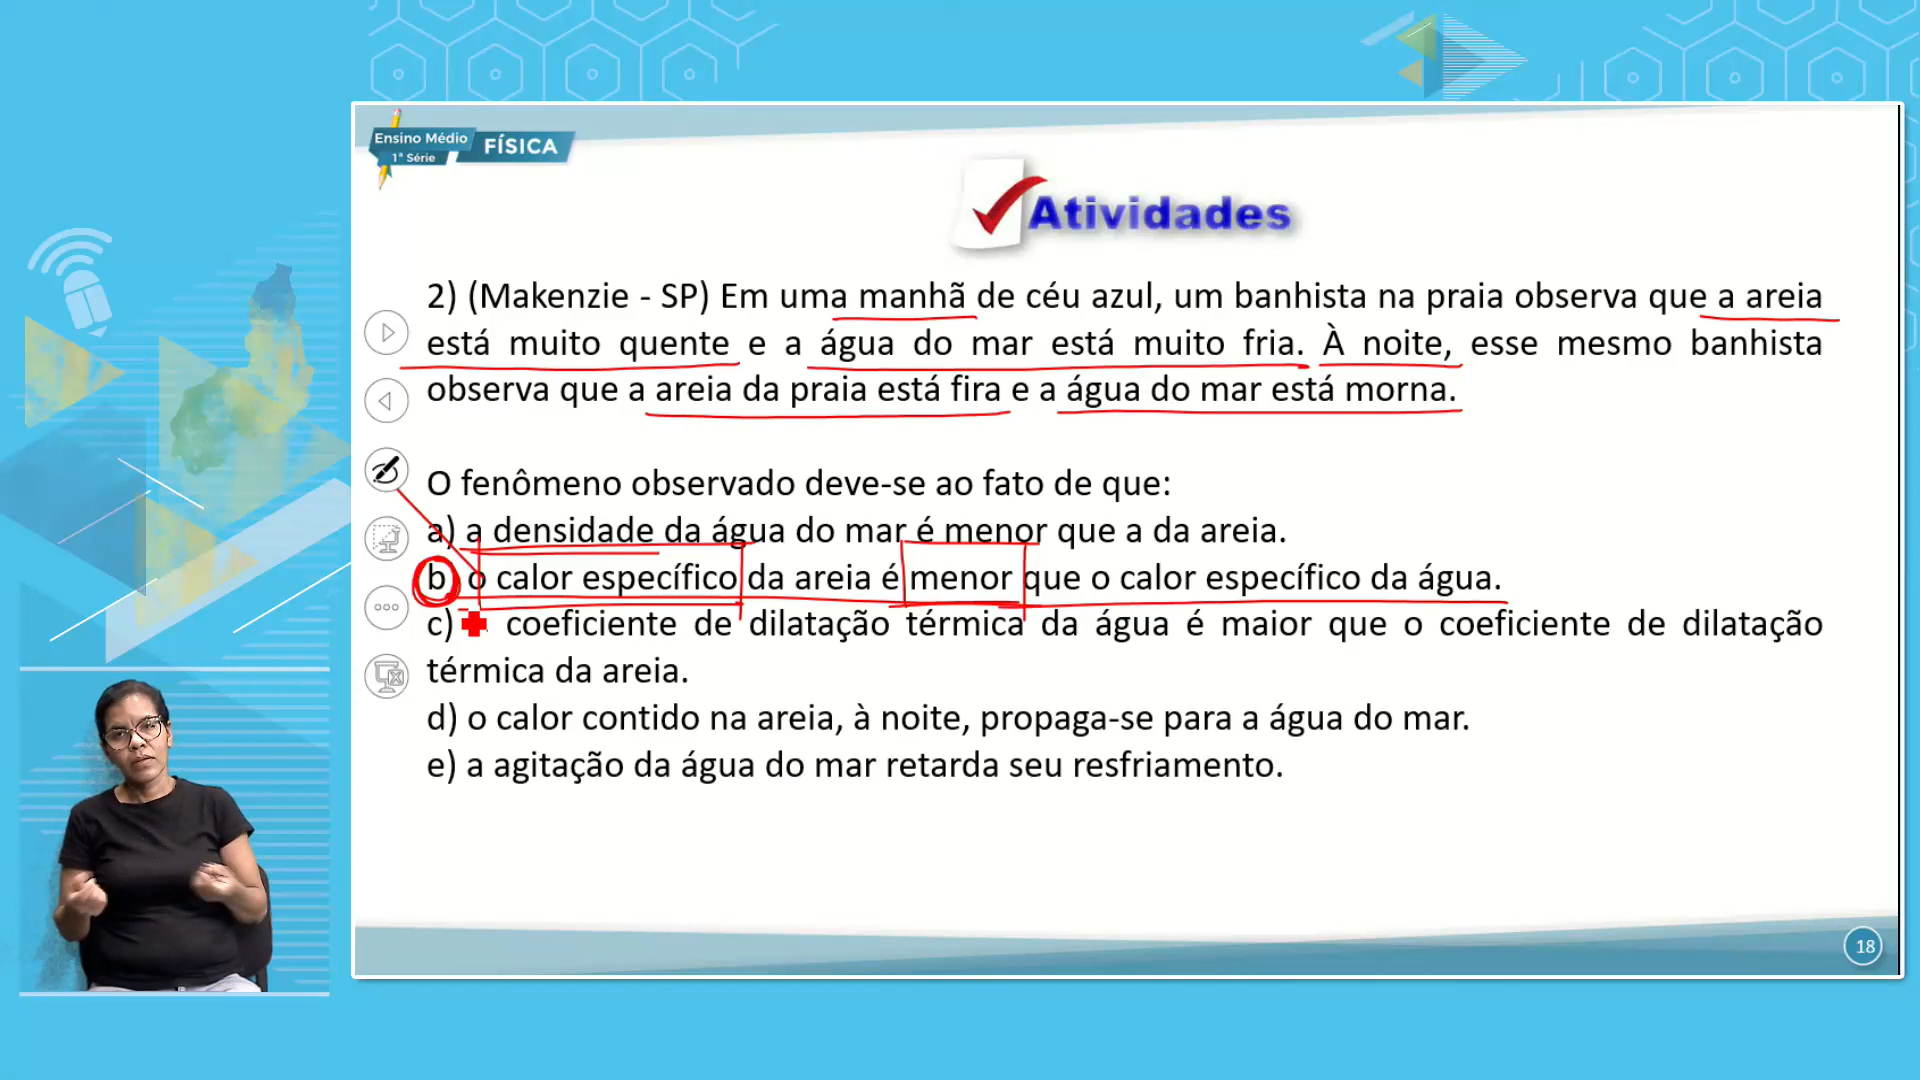 Ensino Médio
1ª Série
FÍSICA
Atividades
2) (Makenzie - SP) Em uma manhã de céu azul, um banhista na praia observa que a areia
está muito quente e a água do mar está muito fria. À noite, esse mesmo banhista
observa que a areia da praia está fira e a água do mar está morna.
O fenômeno observado deve-se ao fato de que:
a) a densidade da água do mar é menor que a da areia.
b) o calor específico da areia é menor que o calor específico da água.
c) coeficiente de dilatação térmica da água é maior que o coeficiente de dilatação
térmica da areia.
d) o calor contido na areia, à noite, propaga-se para a água do mar.
e) a agitação da água do mar retarda seu resfriamento.
18